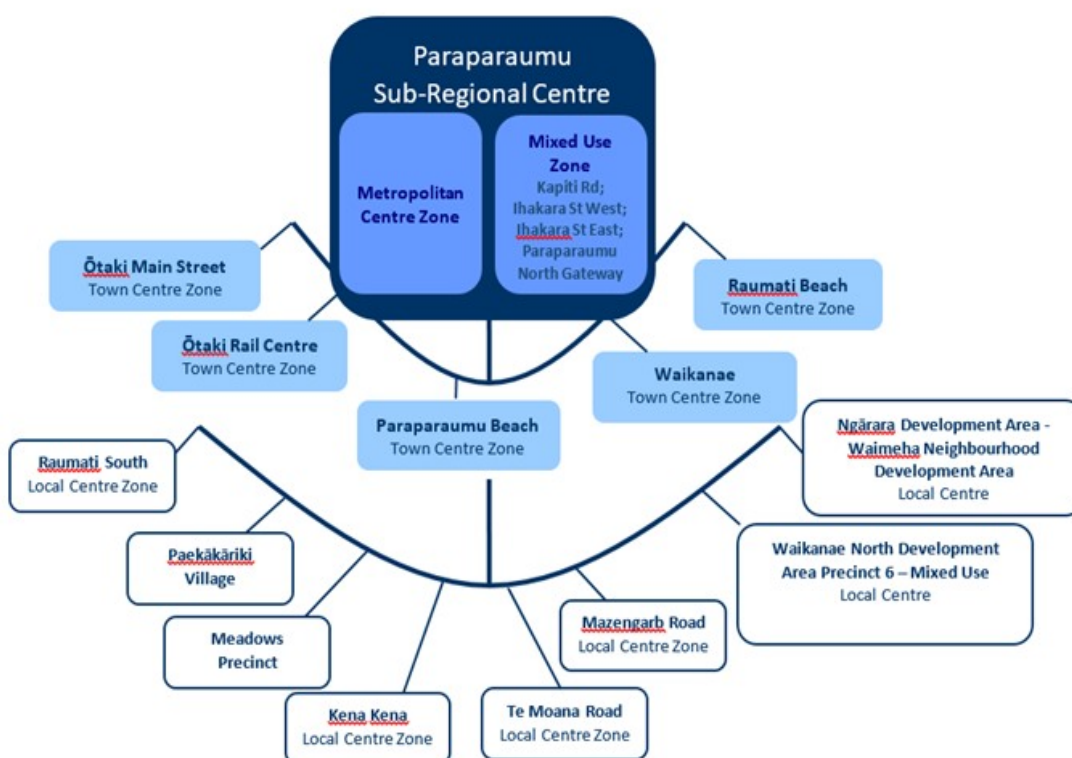 Paraparaumu
Sub-Regional Centre
Metropolitan
Centre Zone
Mixed Use
Zone
Kapiti Rd;
Ihakara St West;
Ihakara St East;
Paraparaumu
North Gateway
Ōtaki Main Street
Town Centre Zone
Ōtaki Rail Centre
Town Centre Zone
Paraparaumu Beach
Town Centre Zone
Waikanae
Town Centre Zone
Raumati Beach
Town Centre Zone
Raumati South
Local Centre Zone
Paekākāriki
Village
Meadows
Precinct
Kena Kena
Local Centre Zone
Te Moana Road
Local Centre Zone
Mazengarb Road
Local Centre Zone
Waikanae North Development
Area Precinct 6 – Mixed Use
Local Centre
Ngārara Development Area -
Waimeha Neighbourhood
Development Area
Local Centre